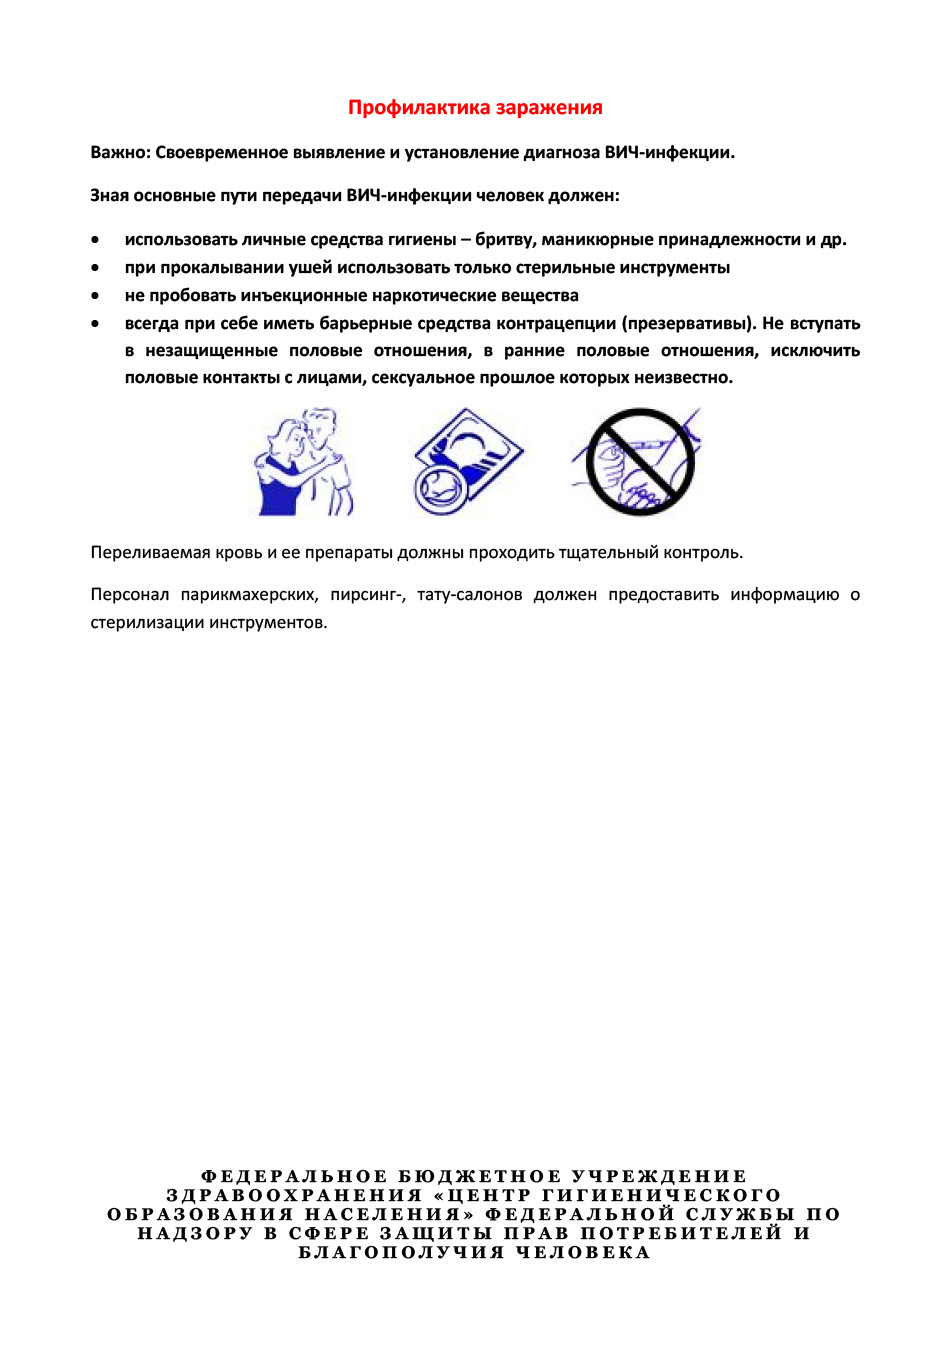 Профилактика заражения
Важно: Своевременное выявление и установление диагноза ВИЧ-инфекции.
Зная основные пути передачи ВИЧ-инфекции человек должен:
• использовать личные средства гигиены – бритву, маникюрные принадлежности и др.
• при прокалывании ушей использовать только стерильные инструменты
• не пробовать инъекционные наркотические вещества
• всегда при себе иметь барьерные средства контрацепции (презервативы). Не вступать
в незащищенные половые отношения, в ранние половые отношения, исключить
половые контакты с лицами, сексуальное прошлое которых неизвестно.
Переливаемая кровь и ее препараты должны проходить тщательный контроль.
Персонал парикмахерских, пирсинг-, тату-салонов должен предоставить информацию о
стерилизации инструментов.
ФЕДЕРАЛЬНОЕ БЮДЖЕТНОЕ УЧРЕЖДЕНИЕ
ЗДРАВООХРАНЕНИЯ «ЦЕНТР ГИГИЕНИЧЕСКОГО
ОБРАЗОВАНИЯ НАСЕЛЕНИЯ» ФЕДЕРАЛЬНОЙ СЛУЖБЫ ПО
НАДЗОРУ В СФЕРЕ ЗАЩИТЫ ПРАВ ПОТРЕБИТЕЛЕЙ И
БЛАГОПОЛУЧИЯ ЧЕЛОВЕКА